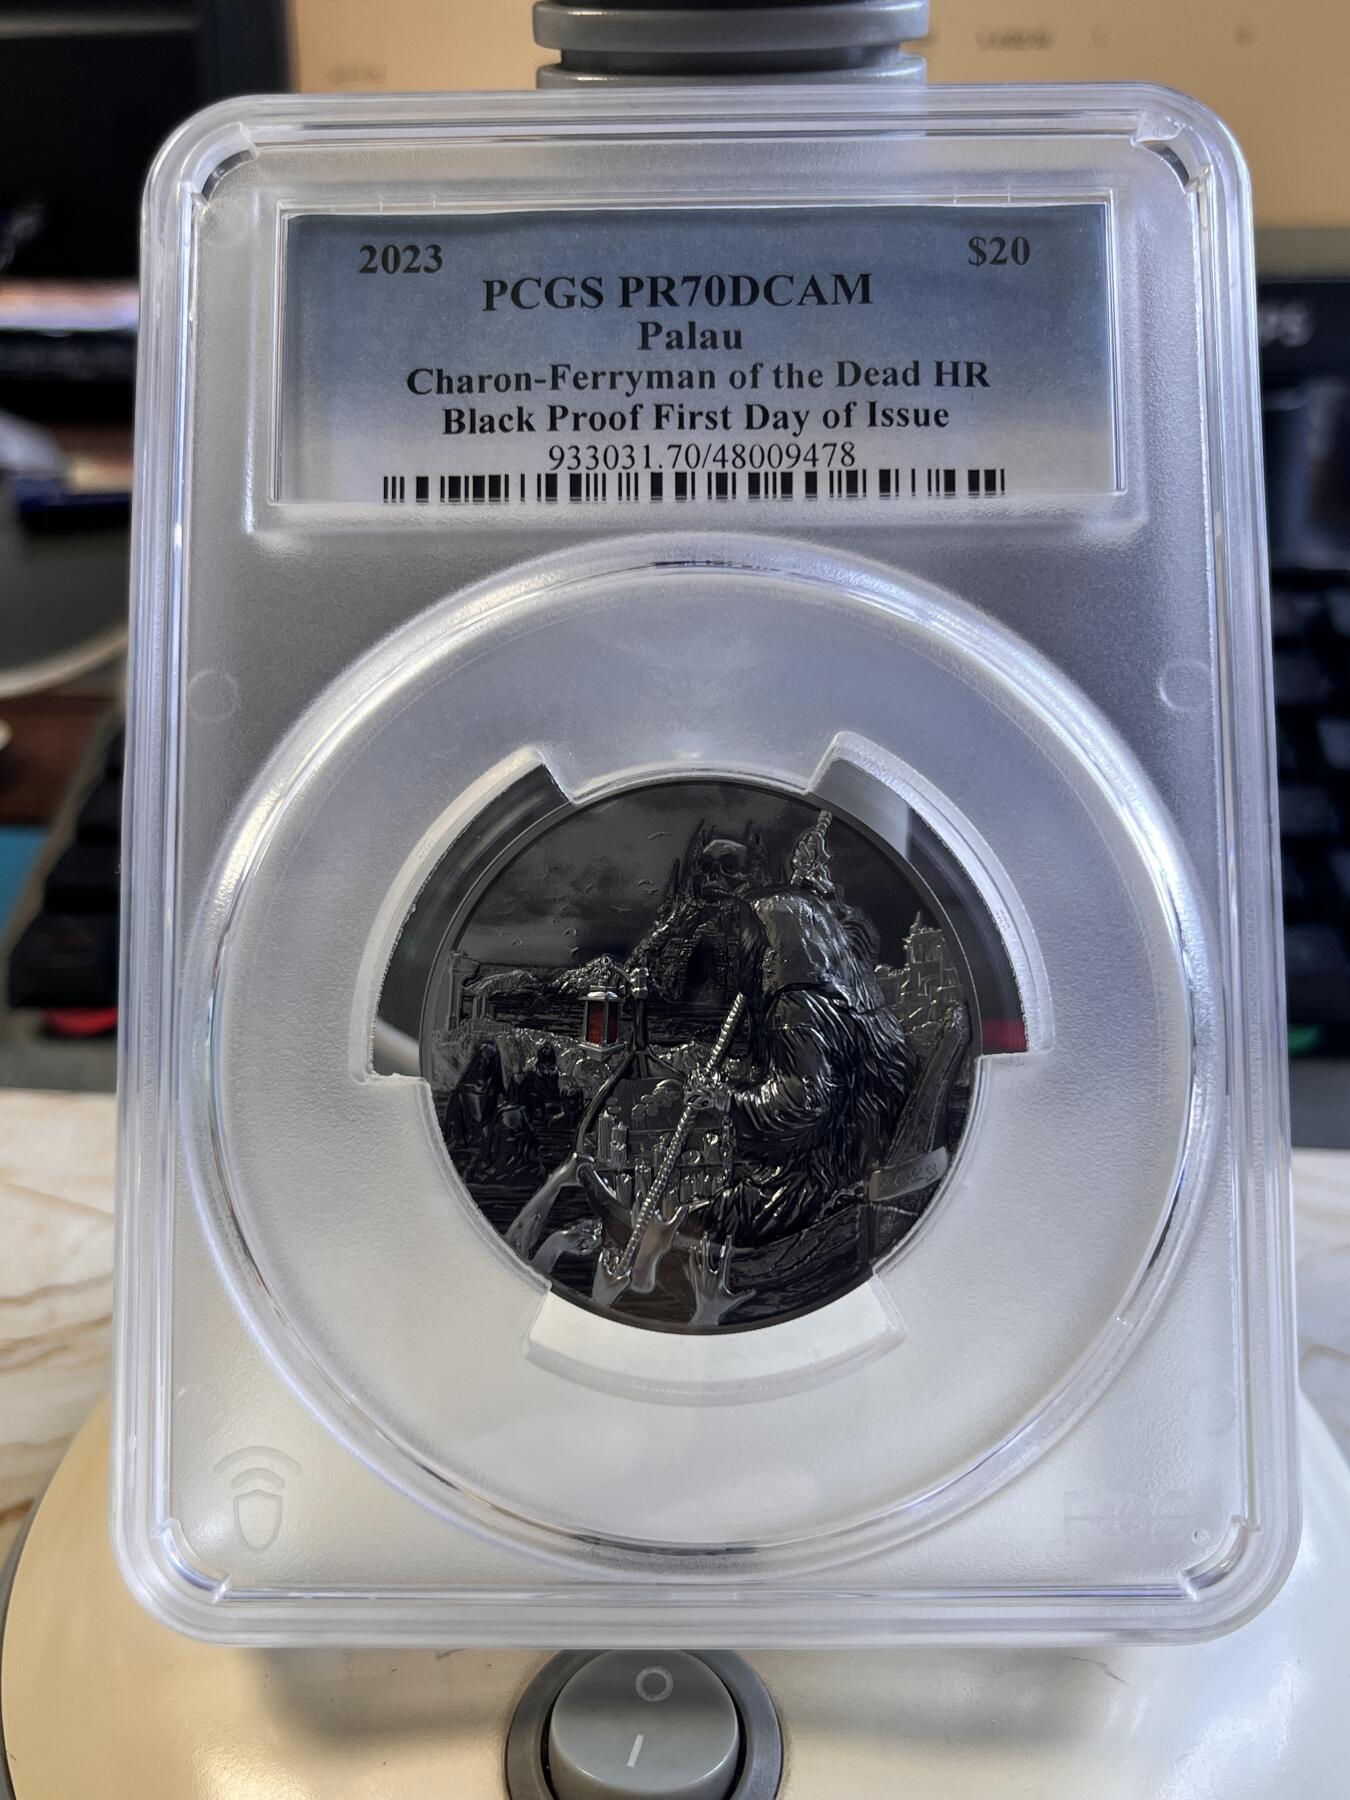 2023 $20
PCGS PR70DCAM
Palau
Charon-Ferryman of the Dead HR
Black Proof First Day of Issue
933031.70/48009478
2023